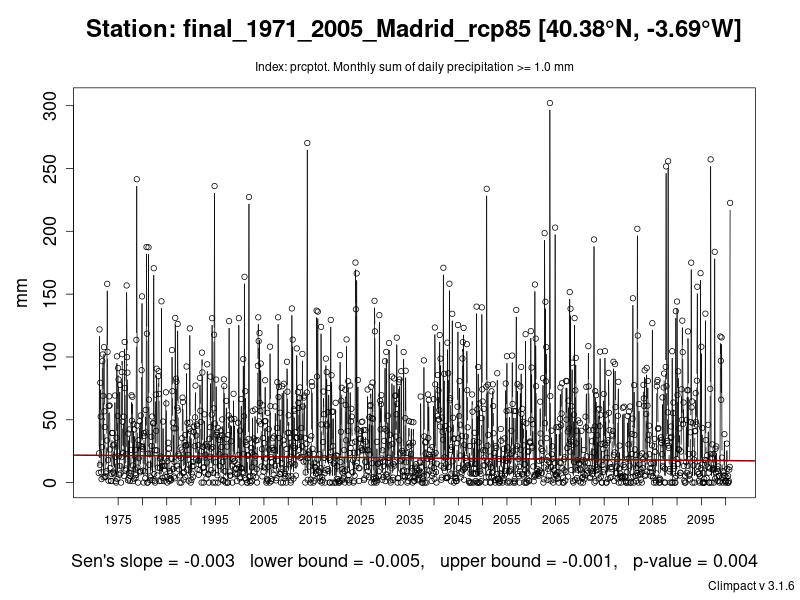 Station: final_1971_2005_Madrid_rcp85 [40.38°N, -3.69°W]
Index: prcptot. Monthly sum of daily precipitation >= 1.0 mm
300
250
200
150
100
50
0
mm
1975 1985 1995 2005 2015 2025 2035 2045 2055 2065 2075 2085 2095
Sen's slope = -0.003 lower bound = -0.005, upper bound = -0.001, p-value = 0.004
Climpact v 3.1.6